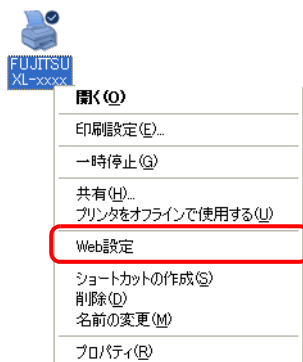 FUJITSU
XL-xxxx
開く(O)
印刷設定(E)...
一時停止(G)
共有(H)...
プリンタをオフラインで使用する(U)
Web設定
ショートカットの作成(S)
削除(D)
名前の変更(M)
プロパティ(R)